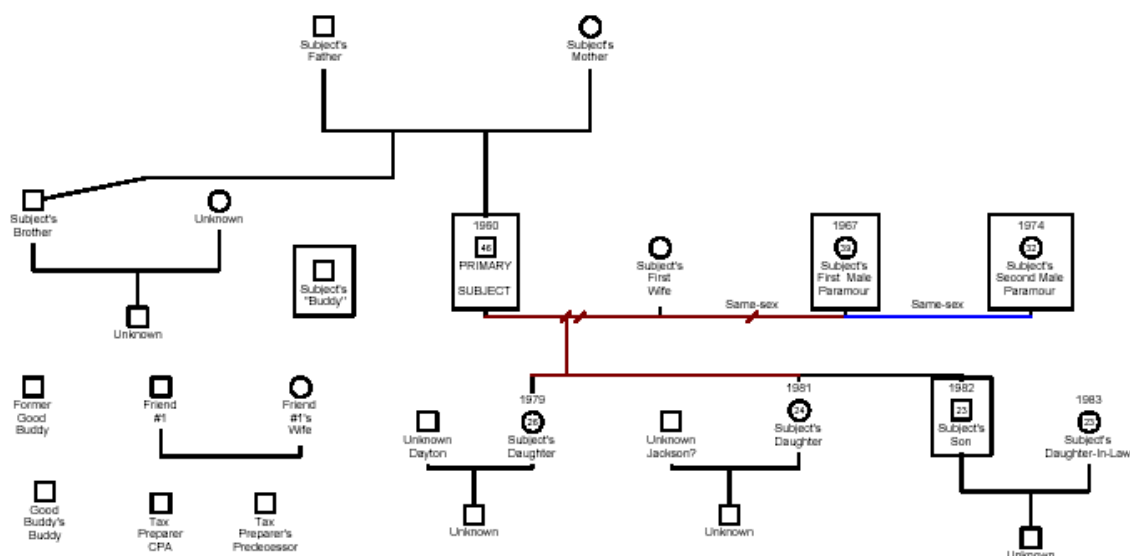 Subject's
Father
Subject's
Mother
Subject's
Brother
Unknown
Unknown
Subject's
"Buddy"
1960
46
PRIMARY
SUBJECT
Subject's
First
Wife
1967
39
Subject's
First Male
Paramour
1974
32
Subject's
Second Male
Paramour
Same-sex
Same-sex
Former
Good
Buddy
Friend
#1
Friend
#1's
Wife
Unknown
Dayton
1979
26
Subject's
Daughter
Unknown
Jackson?
1981
24
Subject's
Daughter
1982
23
Subject's
Son
1983
23
Subject's
Daughter-In-Law
Good
Buddy's
Buddy
Tax
Preparer
CPA
Tax
Preparer's
Predecessor
Unknown
Unknown
Unknown